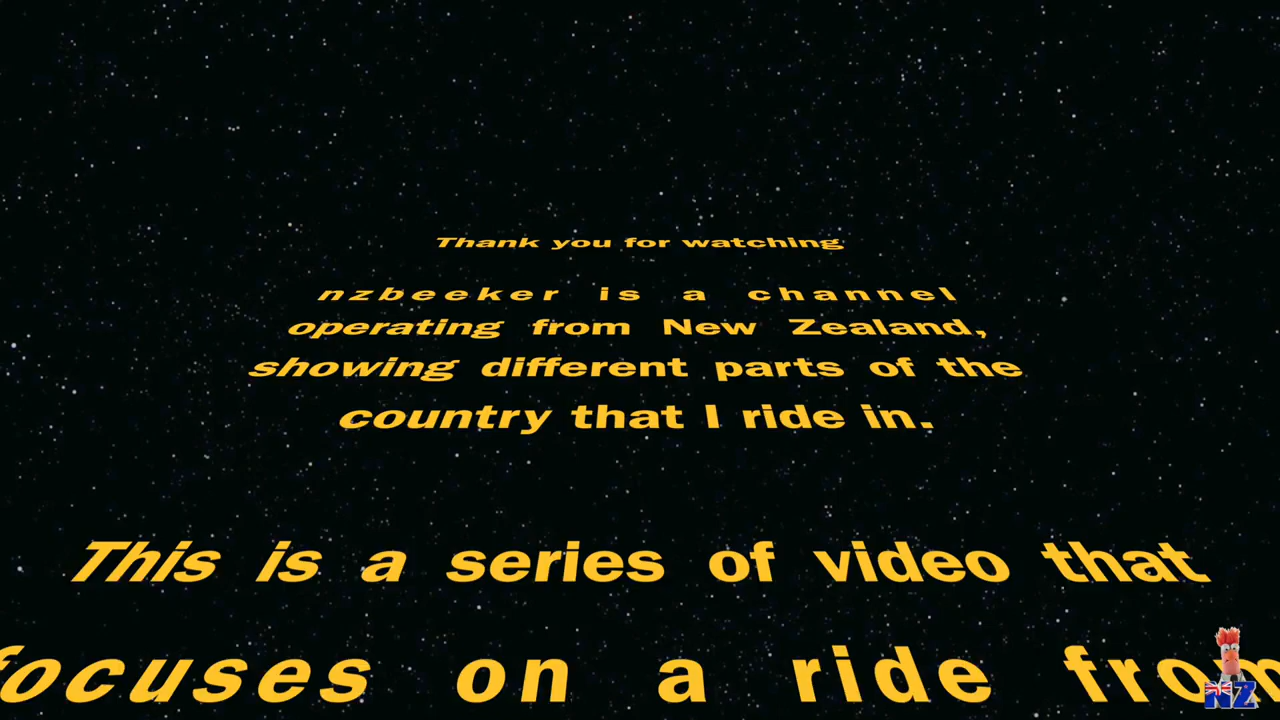 Thank you for watching
nzbeeker is a channel
operating from New Zealand,
showing different parts of the
country that I ride in.
This is a series of video that
focuses on a ride from
NZ